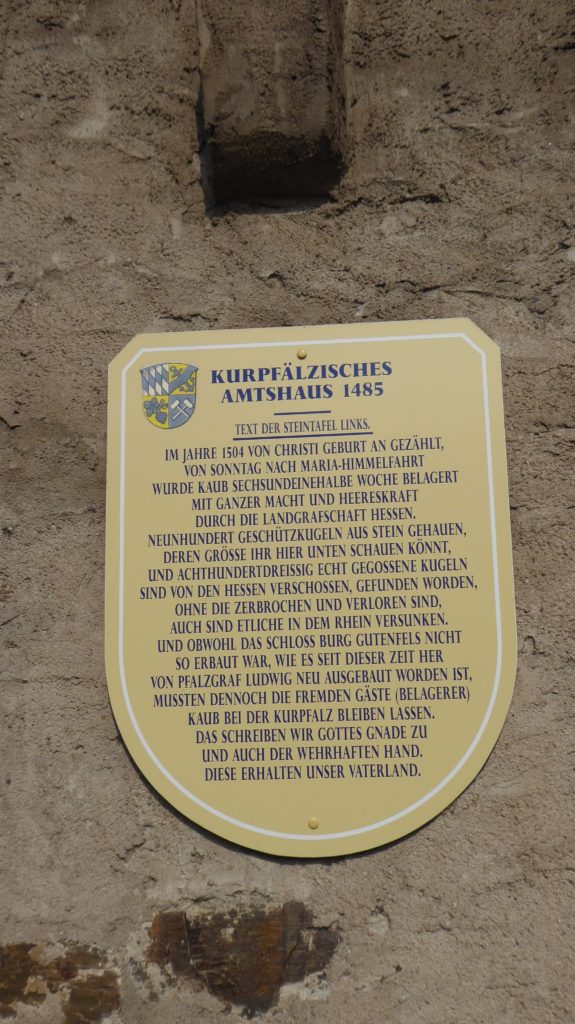 KURPFÄLZISCHES
AMTSHAUS 1485
TEXT DER STEINTAFEL LINKS.
IM JAHRE 1504 VON CHRISTI GEBURT AN GEZÄHLT,
VON SONNTAG NACH MARIA-HIMMELFAHRT
WURDE KAUB SECHSUNDEINEHALBE WOCHE BELAGERT
MIT GANZER MACHT UND HEERESKRAFT
DURCH DIE LANDGRAFSCHAFT HESSEN.
NEUNHUNDERT GESCHÜTZKUGELN AUS STEIN GEHAUEN,
DEREN GRÖSSE IHR HIER UNTEN SCHAUEN KÖNNT,
UND ACHTHUNDERTDREISSIG ECHT GEGOSSENE KUGELN
SIND VON DEN HESSEN VERSCHOSSEN, GEFUNDEN WORDEN,
OHNE DIE ZERBROCHEN UND VERLOREN SIND,
AUCH SIND ETLICHE IN DEM RHEIN VERSUNKEN.
UND OBWOHL DAS SCHLOSS BURG GUTENFELS NICHT
SO ERBAUT WAR, WIE ES SEIT DIESER ZEIT HER
VON PFALZGRAF LUDWIG NEU AUSGEBAUT WORDEN IST,
MUSSTEN DENNOCH DIE FREMDEN GÄSTE (BELAGERER)
KAUB BEI DER KURPFALZ BLEIBEN LASSEN.
DAS SCHREIBEN WIR GOTTES GNADE ZU
UND AUCH DER WEHRHAFTEN HAND.
DIESE ERHALTEN UNSER VATERLAND.